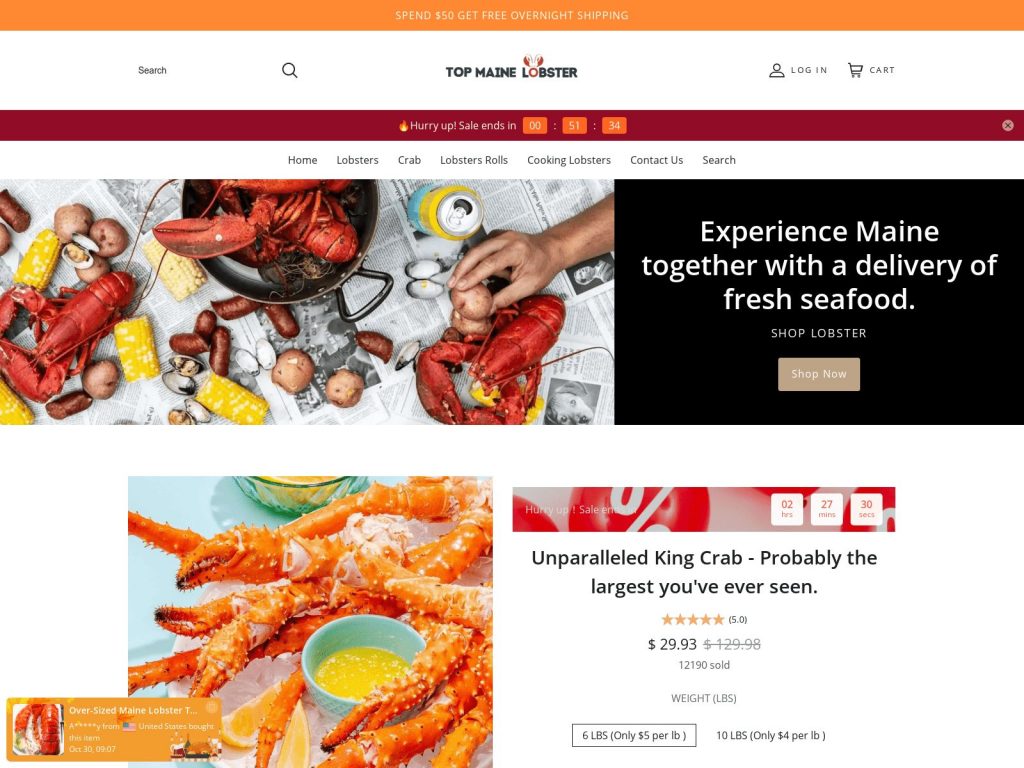 SPEND $50 GET FREE OVERNIGHT SHIPPING
Search
TOP MAINE LOBSTER
LOG IN
CART
🔥Hurry up! Sale ends in 00 : 51 : 34
Home Lobsters Crab Lobsters Rolls Cooking Lobsters Contact Us Search
Experience Maine
together with a delivery of
fresh seafood.
SHOP LOBSTER
Shop Now
Hurry up ! Sale ends in
02 hrs 27 mins 30 secs
Unparalleled King Crab - Probably the
largest you've ever seen.
(5.0)
$ 29.93 $ 129.98
12190 sold
WEIGHT (LBS)
6 LBS (Only $5 per lb ) 10 LBS (Only $4 per lb )
Over-Sized Maine Lobster T...
A*****y from 🇺🇸 United States bought
this item
Oct 30, 09:07